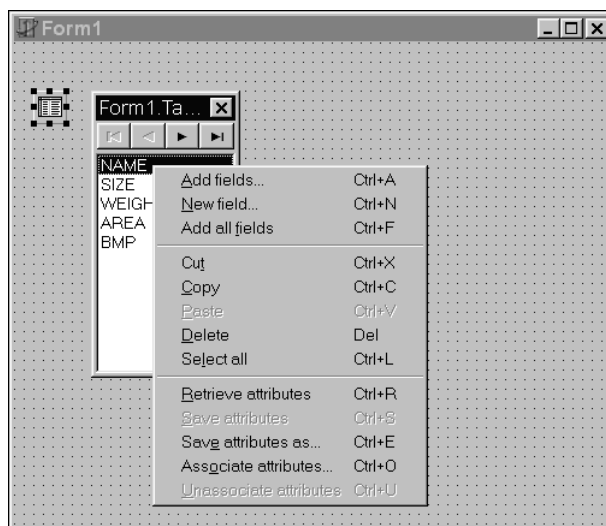 Form1
Form1.Ta...
NAME
SIZE
WEIGH
AREA
BMP
Add fields... Ctrl+A
New field... Ctrl+N
Add all fields Ctrl+F
Cut Ctrl+X
Copy Ctrl+C
Paste Ctrl+V
Delete Del
Select all Ctrl+L
Retrieve attributes Ctrl+R
Save attributes Ctrl+S
Save attributes as... Ctrl+E
Associate attributes... Ctrl+O
Unassociate attributes Ctrl+U